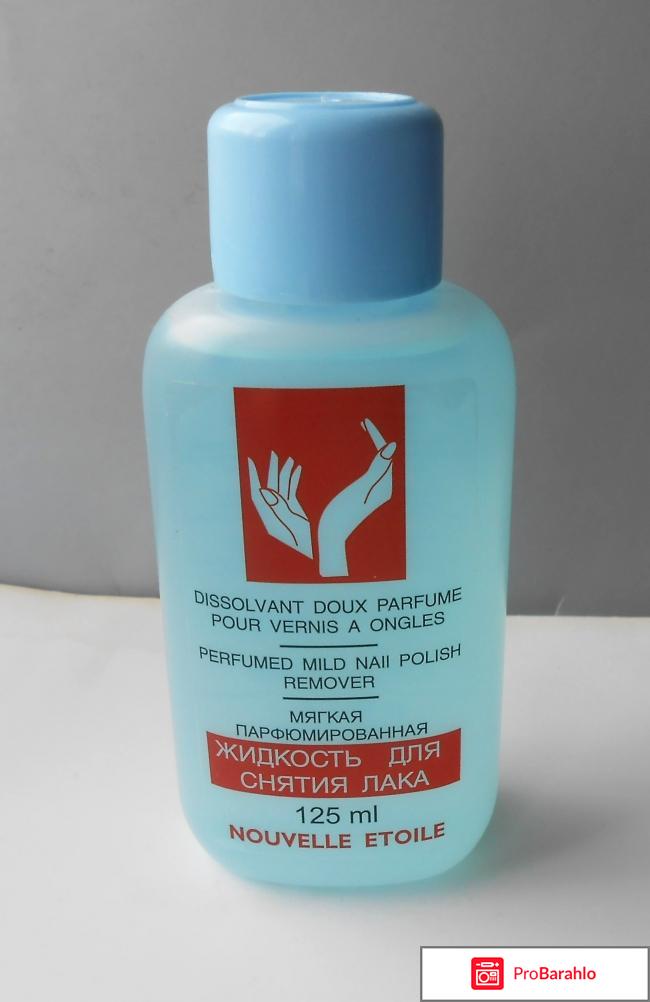 DISSOLVANT DOUX PARFUME
POUR VERNIS A ONGLES
PERFUMED MILD NAIl POLISH
REMOVER
МЯГКАЯ
ПАРФЮМИРОВАННАЯ
ЖИДКОСТЬ ДЛЯ
СНЯТИЯ ЛАКА
125 ml
NOUVELLE ETOILE
ProBarahlo